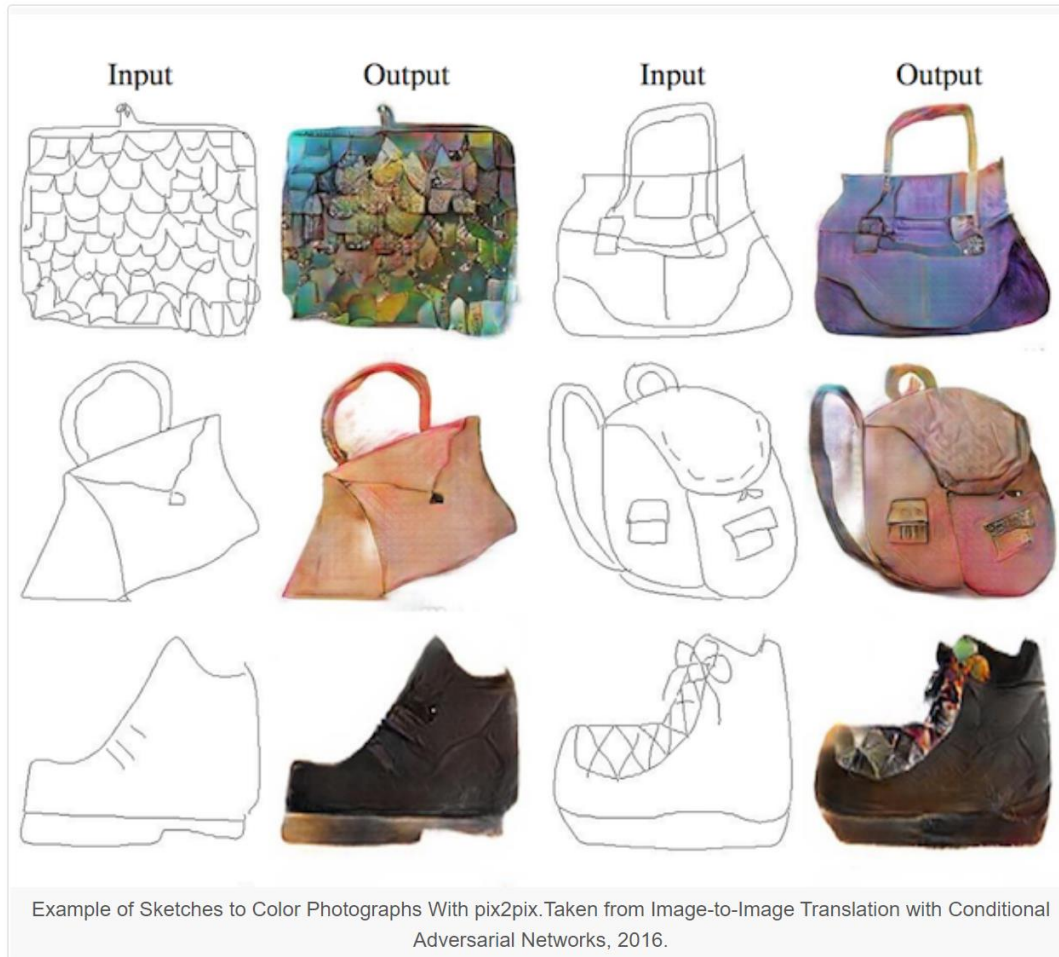 Input Output Input Output
Example of Sketches to Color Photographs With pix2pix.Taken from Image-to-Image Translation with Conditional
Adversarial Networks, 2016.